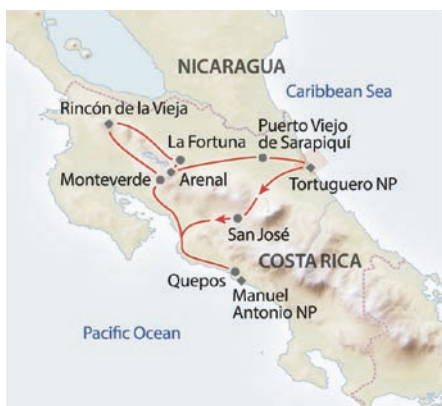 NICARAGUA
Caribbean Sea
Rincón de la Vieja
La Fortuna
Puerto Viejo
de Sarapiquí
Monteverde
Arenal
Tortuguero NP
San José
COSTA RICA
Quepos
Manuel
Antonio NP
Pacific Ocean